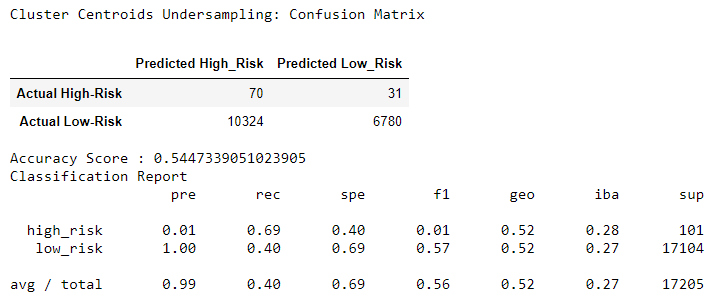 Cluster Centroids Undersampling: Confusion Matrix
Predicted High_Risk Predicted Low_Risk
Actual High-Risk 70 31
Actual Low-Risk 10324 6780
Accuracy Score : 0.5447339051023905
Classification Report
pre rec spe f1 geo iba sup
high_risk 0.01 0.69 0.40 0.01 0.52 0.28 101
low_risk 1.00 0.40 0.69 0.57 0.52 0.27 17104
avg / total 0.99 0.40 0.69 0.56 0.52 0.27 17205